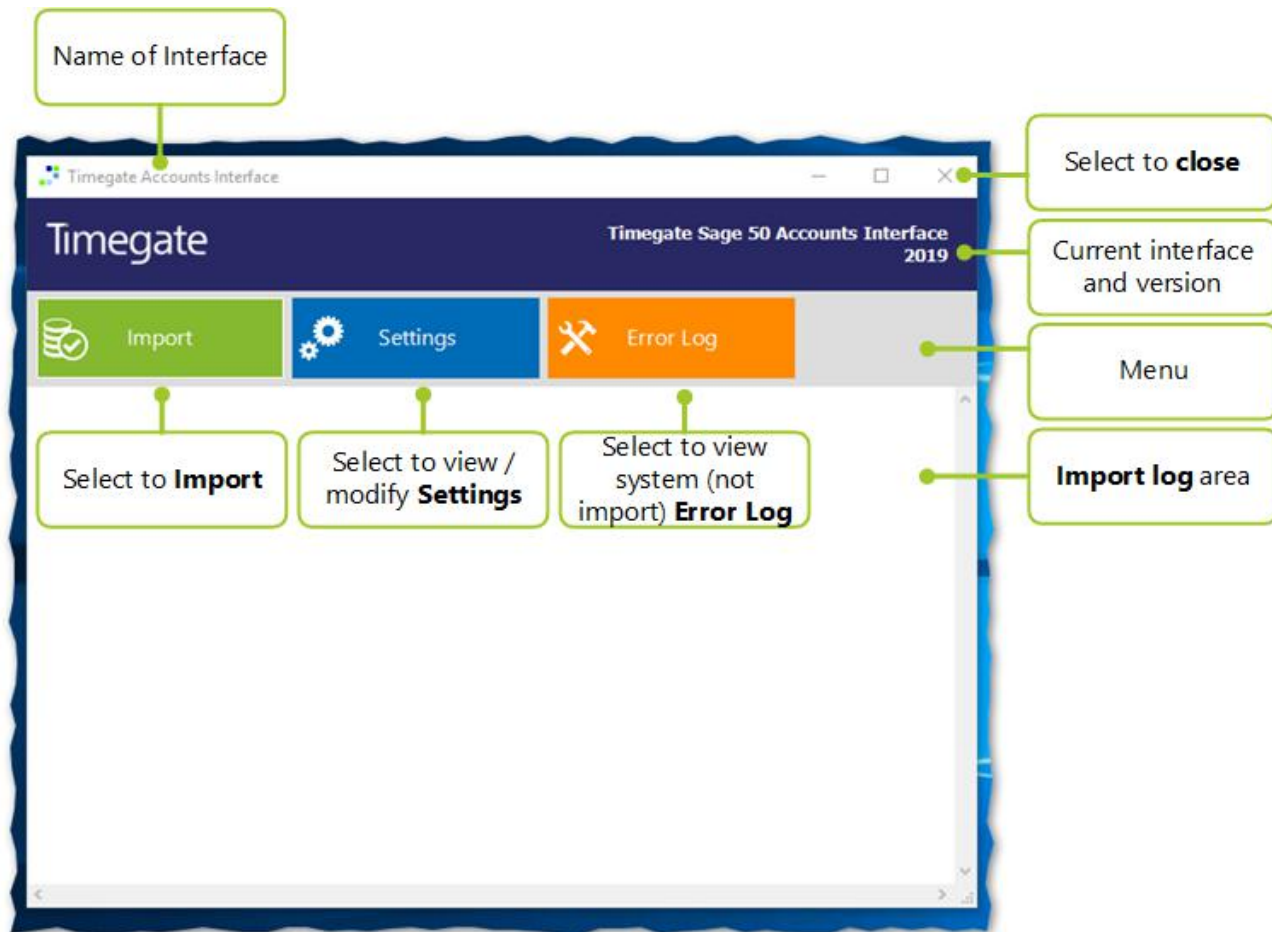 Name of Interface
Timegate Accounts Interface
Select to close
Timegate
Timegate Sage 50 Accounts Interface
2019
Current interface
and version
Import
Settings
Error Log
Menu
Select to Import
Select to view /
modify Settings
Select to view
system (not
import) Error Log
Import log area